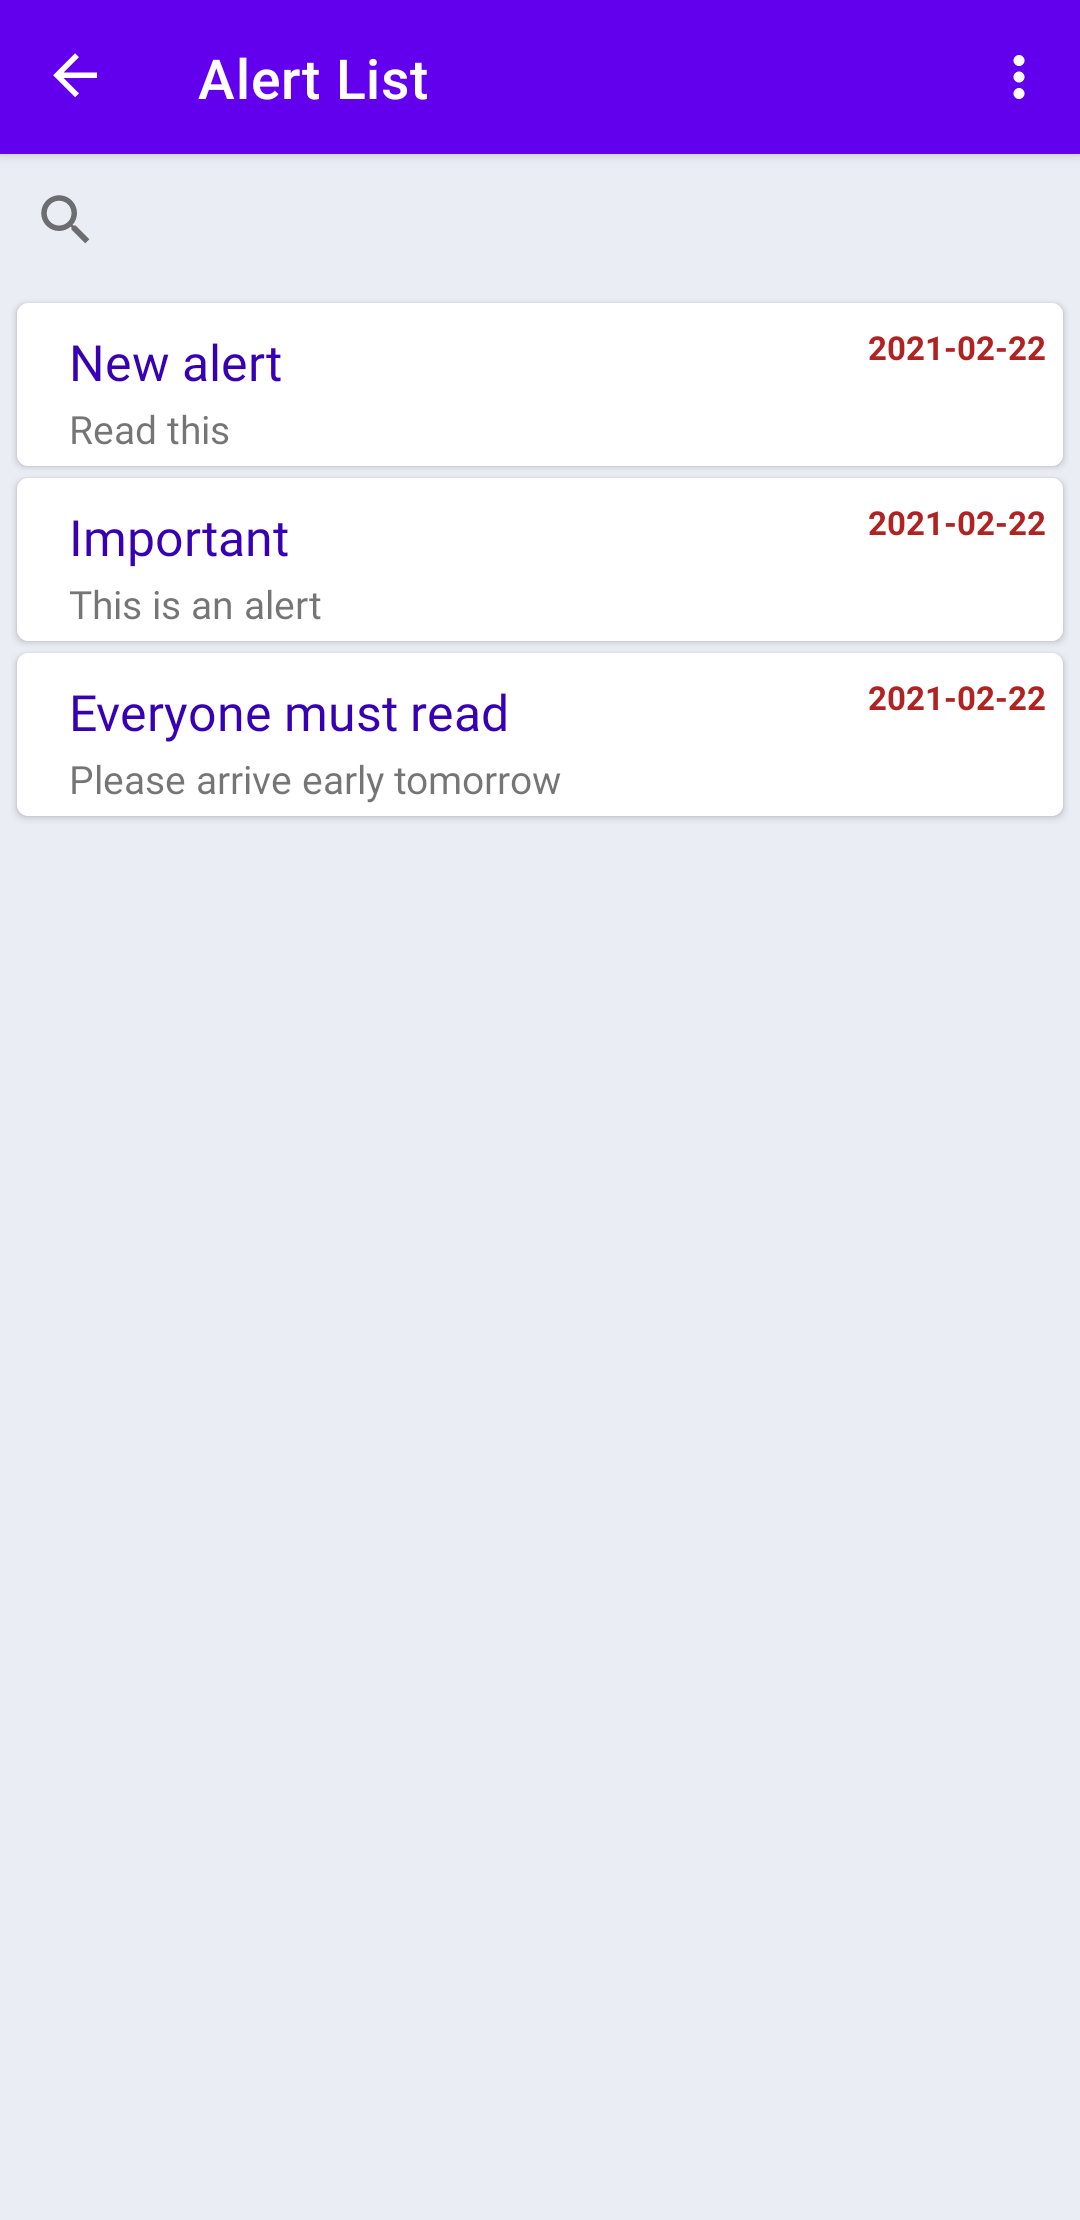 Alert List
New alert
2021-02-22
Read this
Important
2021-02-22
This is an alert
Everyone must read
2021-02-22
Please arrive early tomorrow